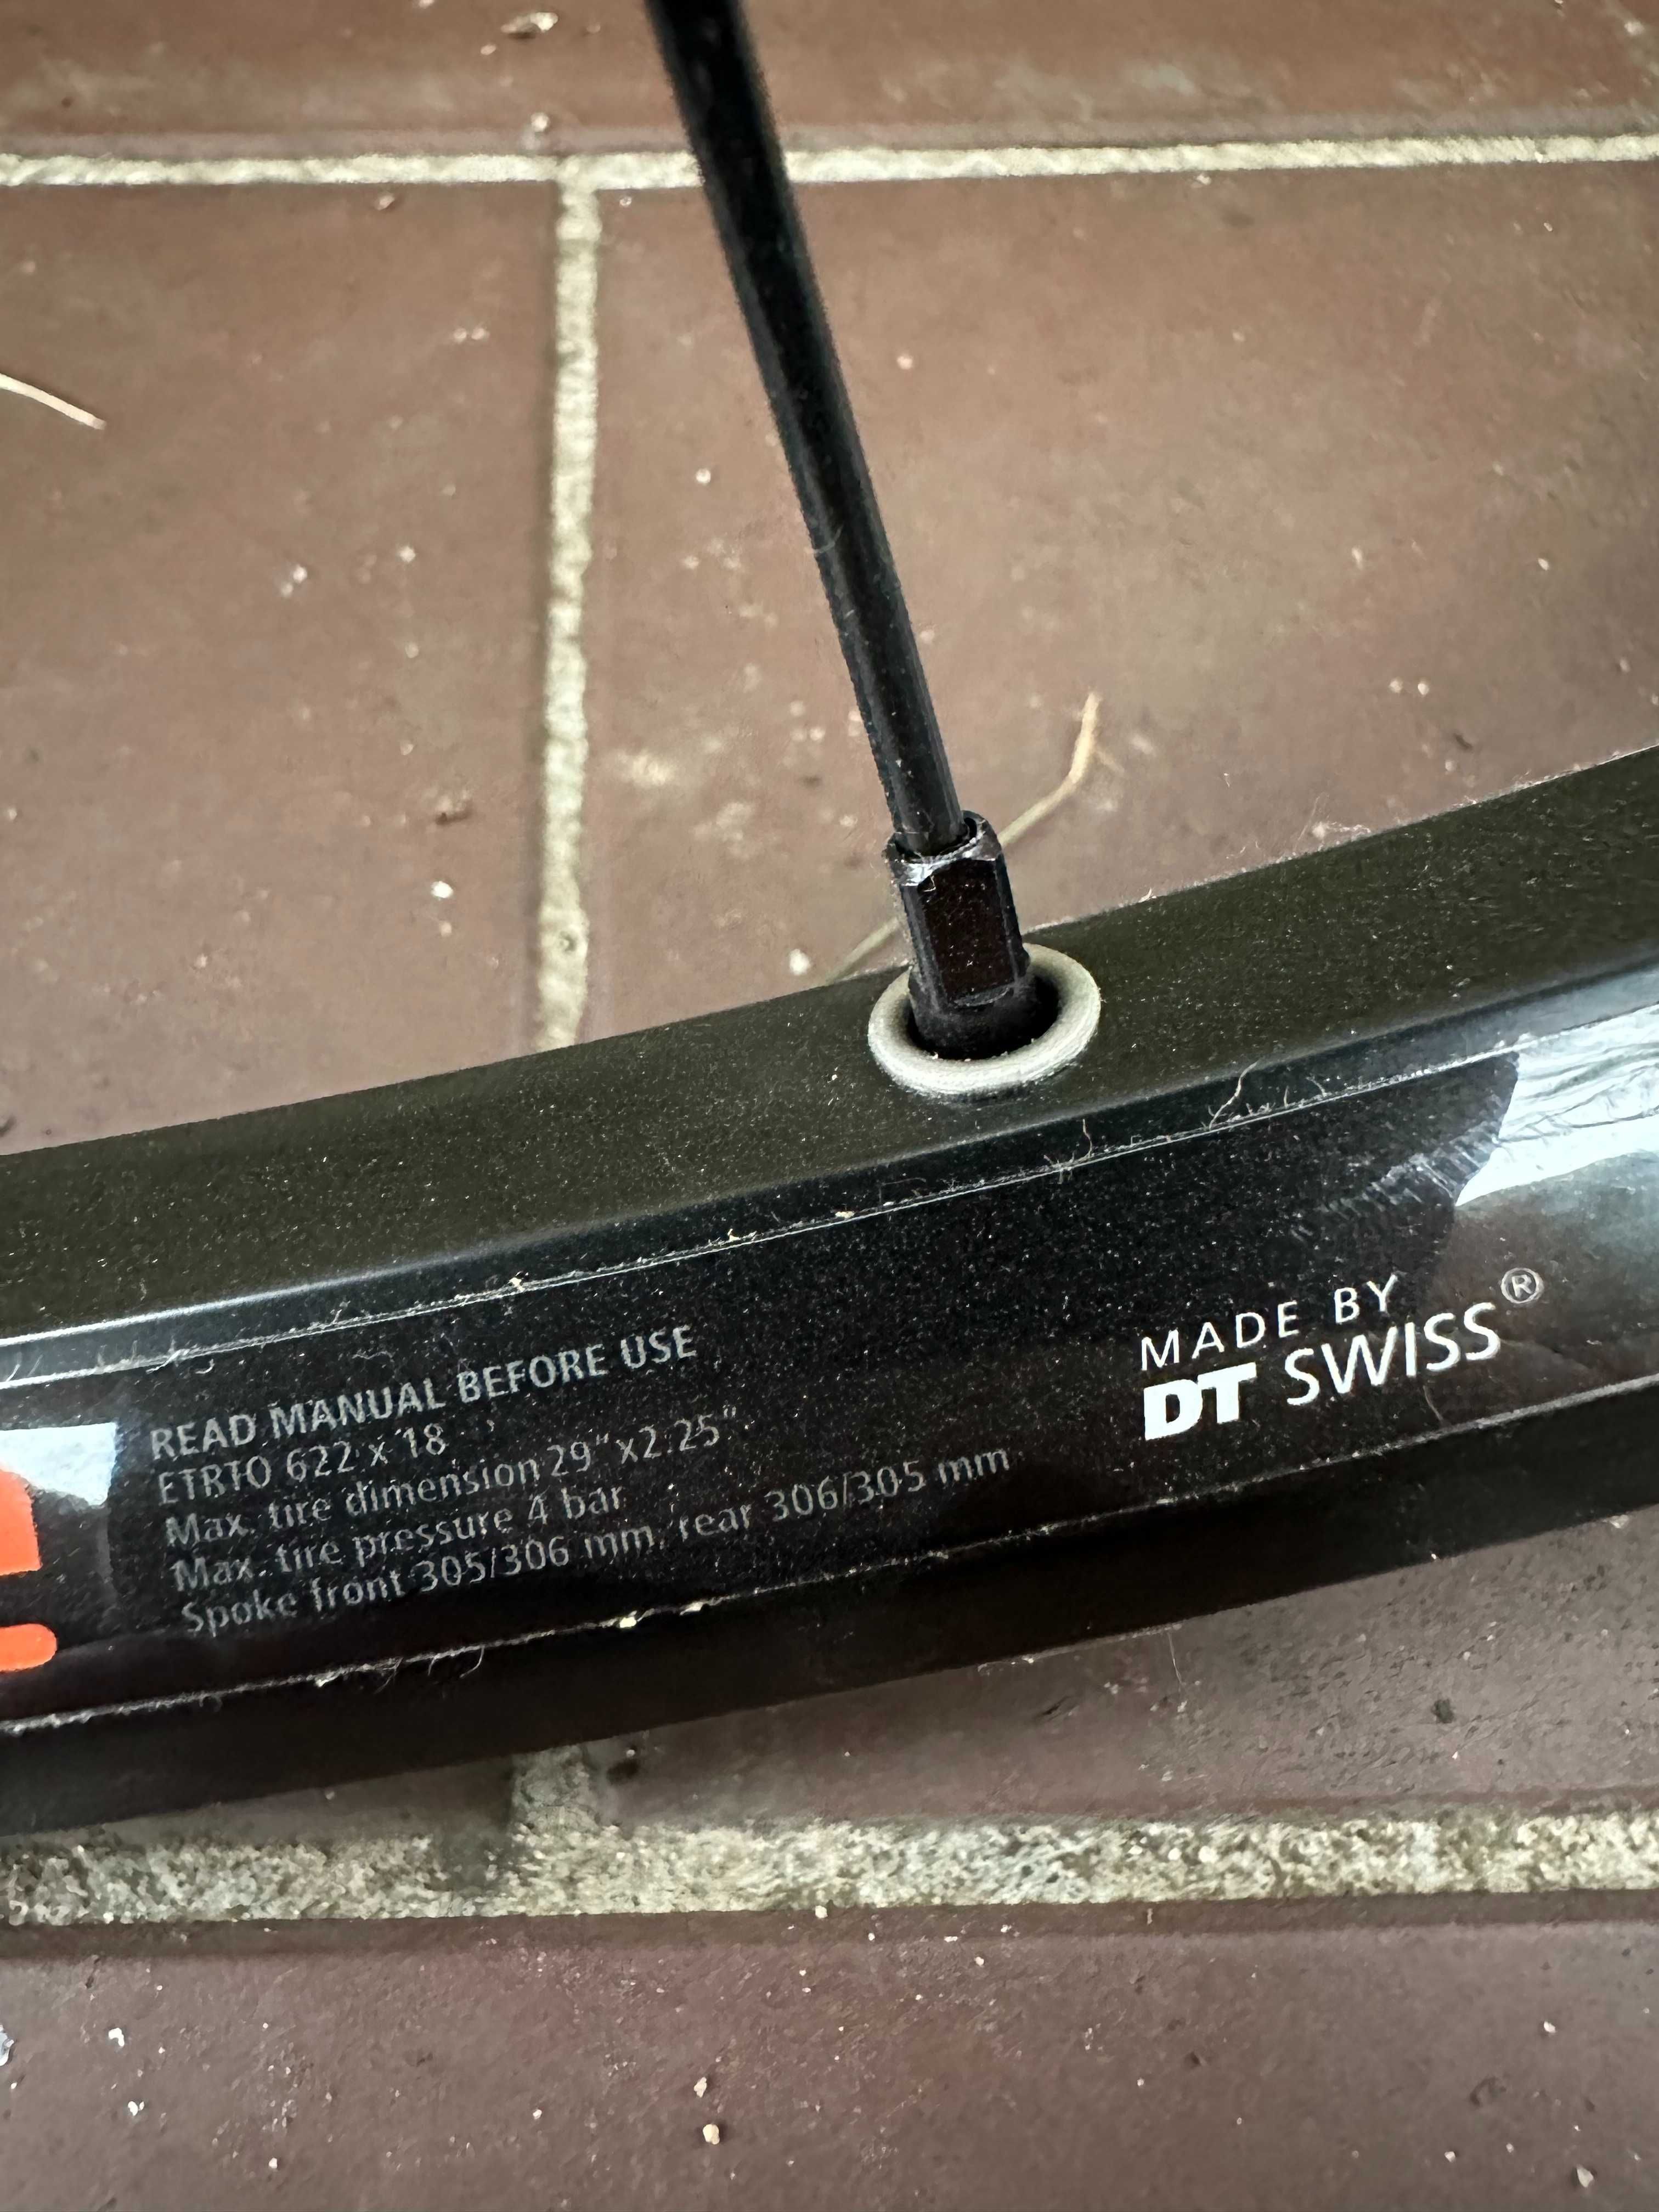 READ MANUAL BEFORE USE
ETRTO 622 x 18
Max. tire dimension 29"x2.25"
Max. tire pressure 4 bar
Spoke front 305/306 mm, rear 306/305 mm
MADE BY
DT SWISS®